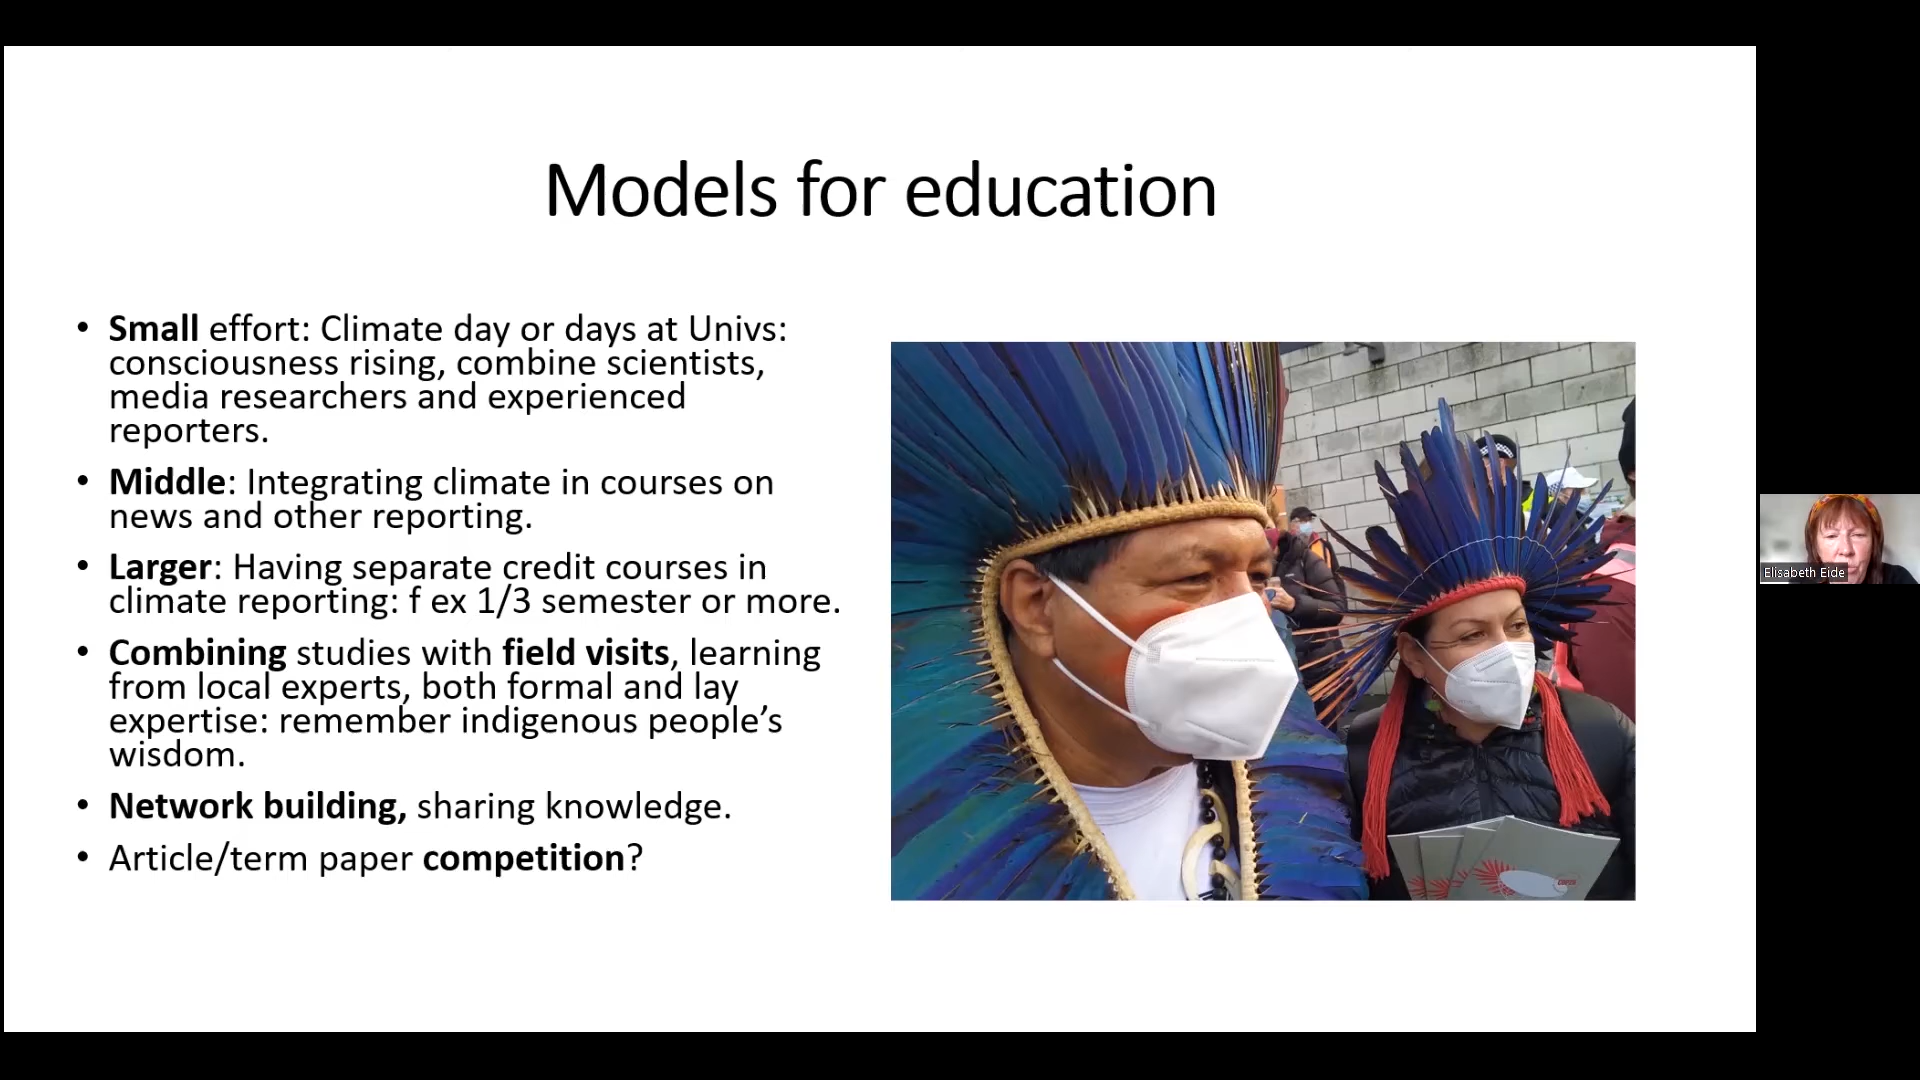 Models for education
• Small effort: Climate day or days at Univs:
consciousness rising, combine scientists,
media researchers and experienced
reporters.
• Middle: Integrating climate in courses on
news and other reporting.
• Larger: Having separate credit courses in
climate reporting: f ex 1/3 semester or more.
• Combining studies with field visits, learning
from local experts, both formal and lay
expertise: remember indigenous people’s
wisdom.
• Network building, sharing knowledge.
• Article/term paper competition?
Elisabeth Eide